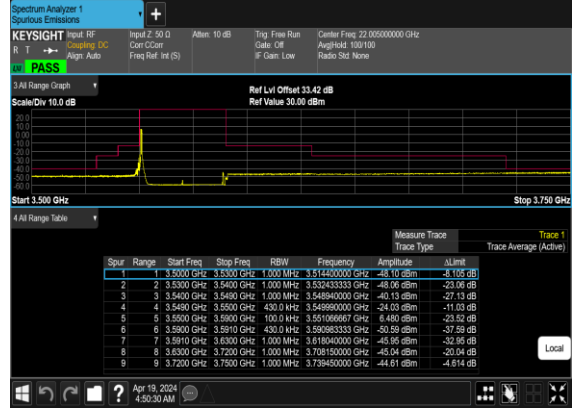 Spectrum Analyzer 1
Spurious Emissions
+
KEYSIGHT Input: RF Input Z: 50 Ω Atten: 10 dB Trig: Free Run Center Freq: 22.005000000 GHz
R T Coupling: DC Corr CCorr Gate: Off Avg|Hold: 100/100
Align: Auto Freq Ref: Int (S) IF Gain: Low Radio Std: None
LW PASS
3 All Range Graph Ref Lvl Offset 33.42 dB
Scale/Div 10.0 dB Ref Value 30.00 dBm
20.0
10.0
0.00
-10.0
-20.0
-30.0
-40.0
-50.0
-60.0
Start 3.500 GHz Stop 3.750 GHz
4 All Range Table
Measure Trace Trace 1
Trace Type Trace Average (Active)
Spur Range Start Freq Stop Freq RBW Frequency Amplitude ΔLimit
1 1 3.5000 GHz 3.5300 GHz 1.000 MHz 3.514400000 GHz -48.10 dBm -8.105 dB
2 2 3.5300 GHz 3.5400 GHz 1.000 MHz 3.532433333 GHz -48.06 dBm -23.06 dB
3 3 3.5400 GHz 3.5490 GHz 1.000 MHz 3.548940000 GHz -40.13 dBm -27.13 dB
4 4 3.5490 GHz 3.5500 GHz 430.0 kHz 3.549990000 GHz -24.03 dBm -11.03 dB
5 5 3.5500 GHz 3.5900 GHz 100.0 kHz 3.551066667 GHz 6.480 dBm -23.52 dB
6 6 3.5900 GHz 3.5910 GHz 430.0 kHz 3.590983333 GHz -50.59 dBm -37.59 dB
7 7 3.5910 GHz 3.6300 GHz 1.000 MHz 3.618040000 GHz -45.95 dBm -32.95 dB
8 8 3.6300 GHz 3.7200 GHz 1.000 MHz 3.708150000 GHz -45.04 dBm -20.04 dB
9 9 3.7200 GHz 3.7500 GHz 1.000 MHz 3.739450000 GHz -44.61 dBm -4.614 dB
Local
? Apr 19, 2024
4:50:30 AM